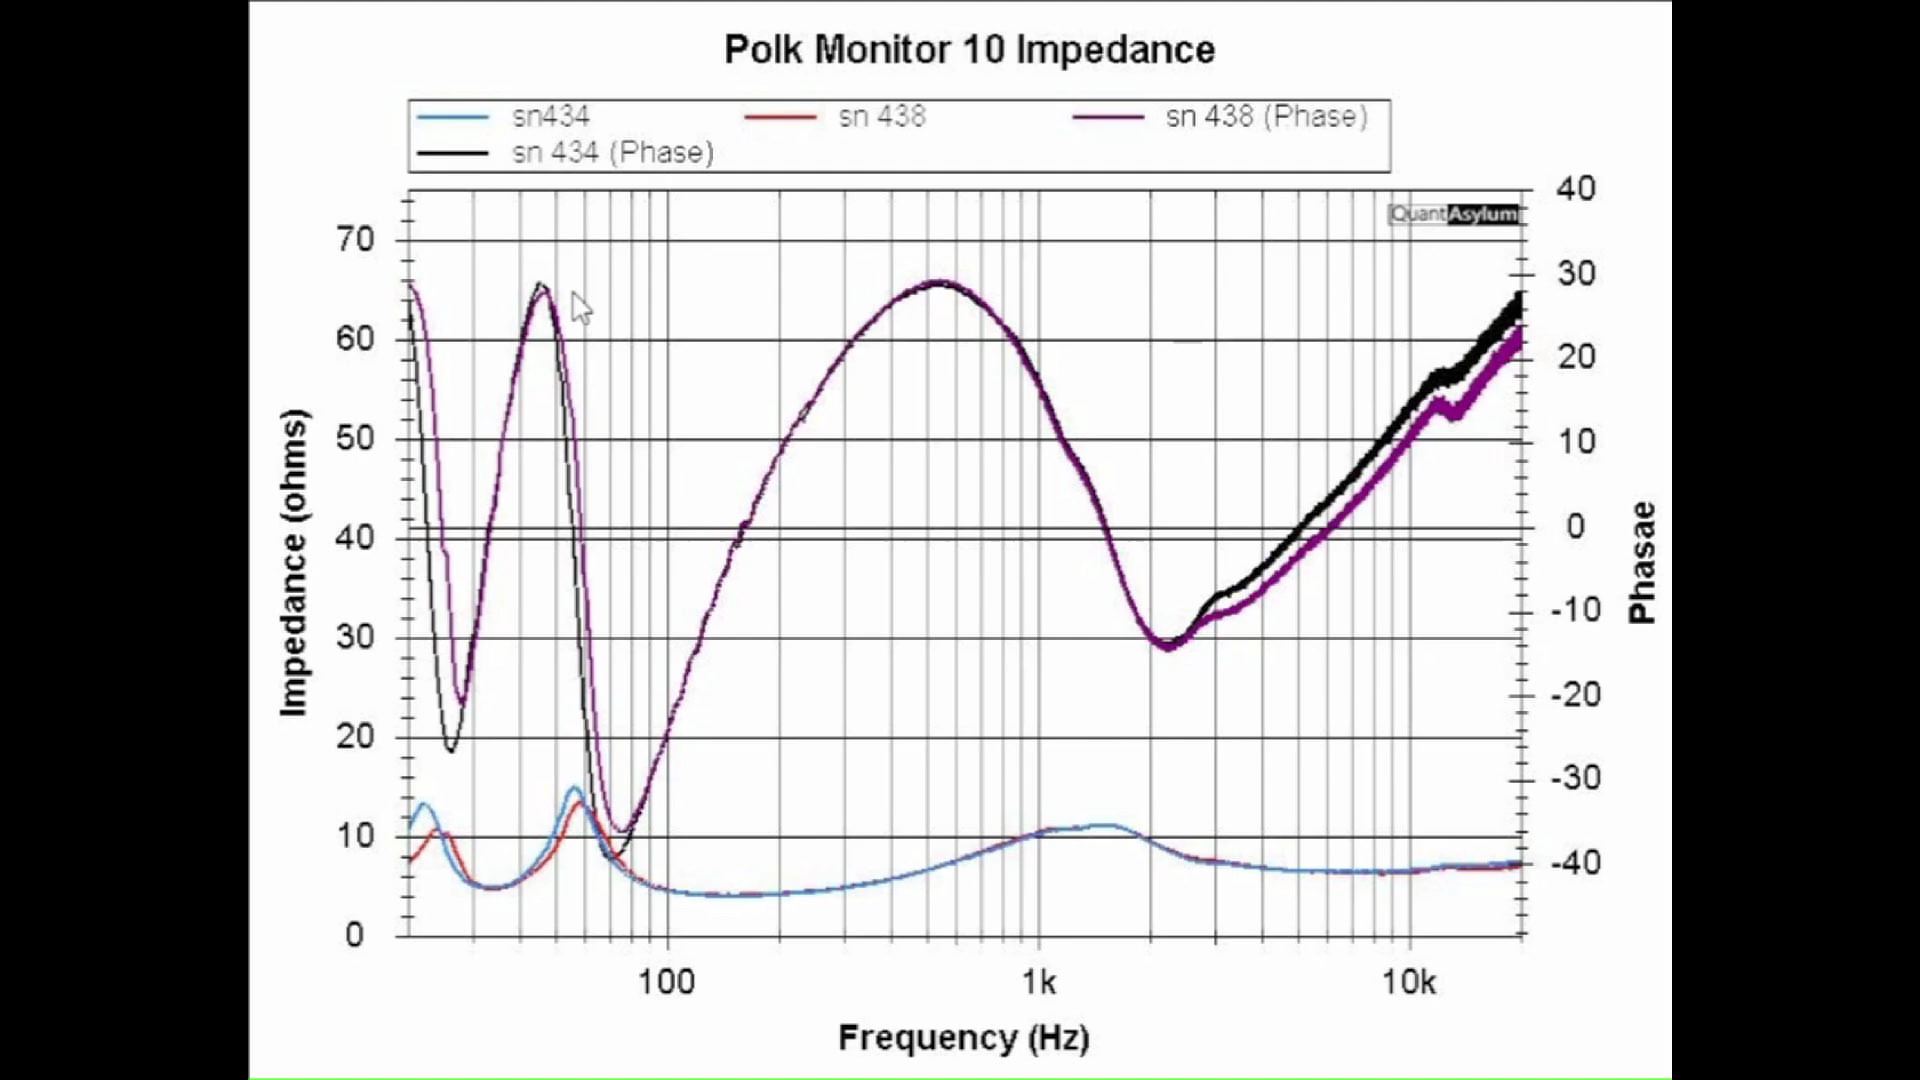 Polk Monitor 10 Impedance
sn434 sn 438 sn 438 (Phase)
sn 434 (Phase)
QuantAsylum
70
60
50
40
30
20
10
0
Impedance (ohms)
40
30
20
10
0
-10
-20
-30
-40
Phasae
100 1k 10k
Frequency (Hz)